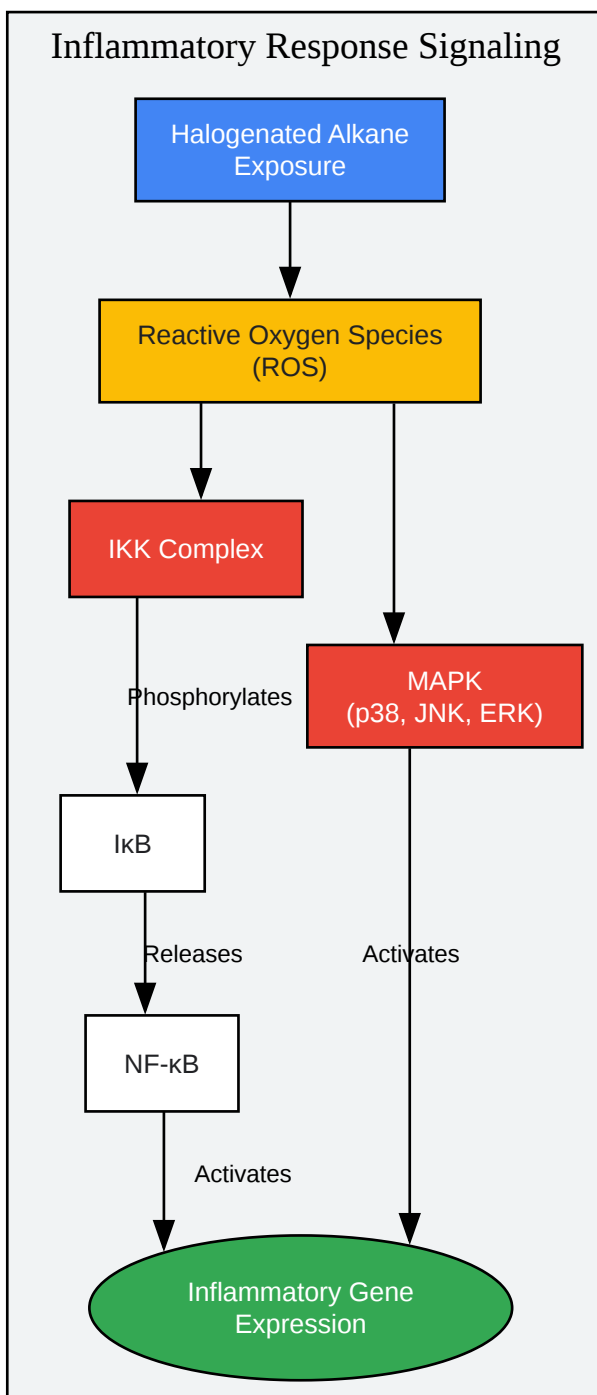 Inflammatory Response Signaling
Halogenated Alkane
Exposure
Reactive Oxygen Species
(ROS)
IKK Complex
Phosphorylates
MAPK
(p38, JNK, ERK)
IκB
Releases
Activates
NF-κB
Activates
Inflammatory Gene
Expression